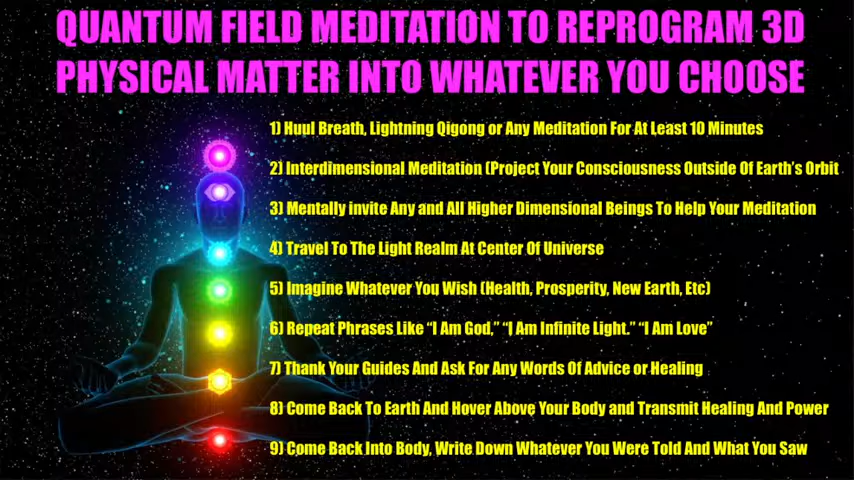 QUANTUM FIELD MEDITATION TO REPROGRAM 3D
PHYSICAL MATTER INTO WHATEVER YOU CHOOSE
1) Huul Breath, Lightning Qigong or Any Meditation For At Least 10 Minutes
2) Interdimensional Meditation (Project Your Consciousness Outside Of Earth's Orbit
3) Mentally invite Any and All Higher Dimensional Beings To Help Your Meditation
4) Travel To The Light Realm At Center Of Universe
5) Imagine Whatever You Wish (Health, Prosperity, New Earth, Etc)
6) Repeat Phrases Like “I Am God,” “I Am Infinite Light.” “I Am Love”
7) Thank Your Guides And Ask For Any Words Of Advice or Healing
8) Come Back To Earth And Hover Above Your Body and Transmit Healing And Power
9) Come Back Into Body, Write Down Whatever You Were Told And What You Saw